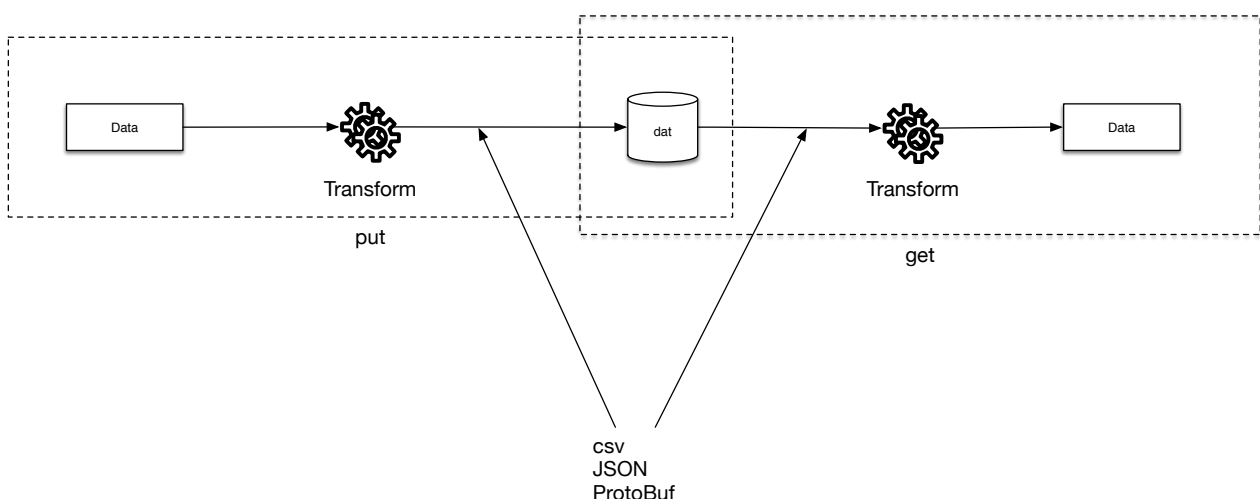 Data
dat
Data
Transform
Transform
put
get
csv
JSON
ProtoBuf